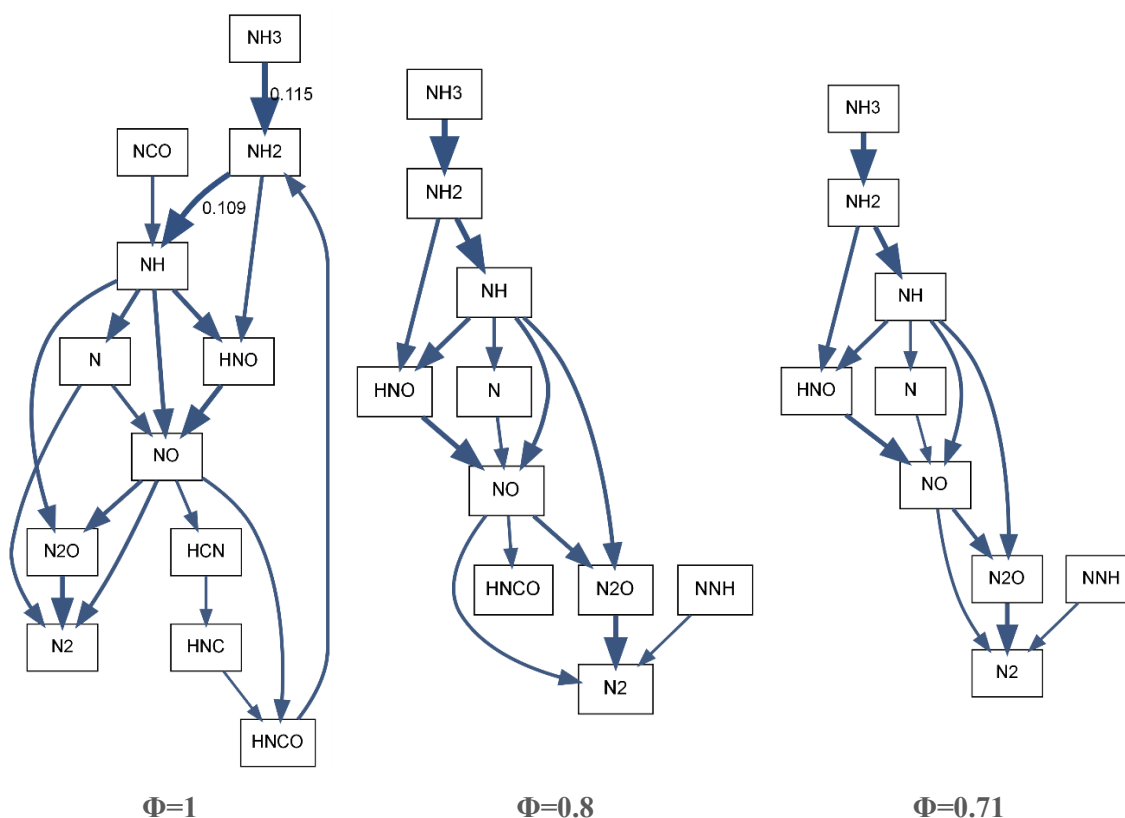 NH3
0.115
NCO
NH2
0.109
NH
N
HNO
NO
N2O
HCN
N2
HNC
HNCO
Φ=1
NH3
NH2
NH
HNO
N
NO
HNCO
N2O
NNH
N2
Φ=0.8
NH3
NH2
NH
HNO
N
NO
N2O
NNH
N2
Φ=0.71